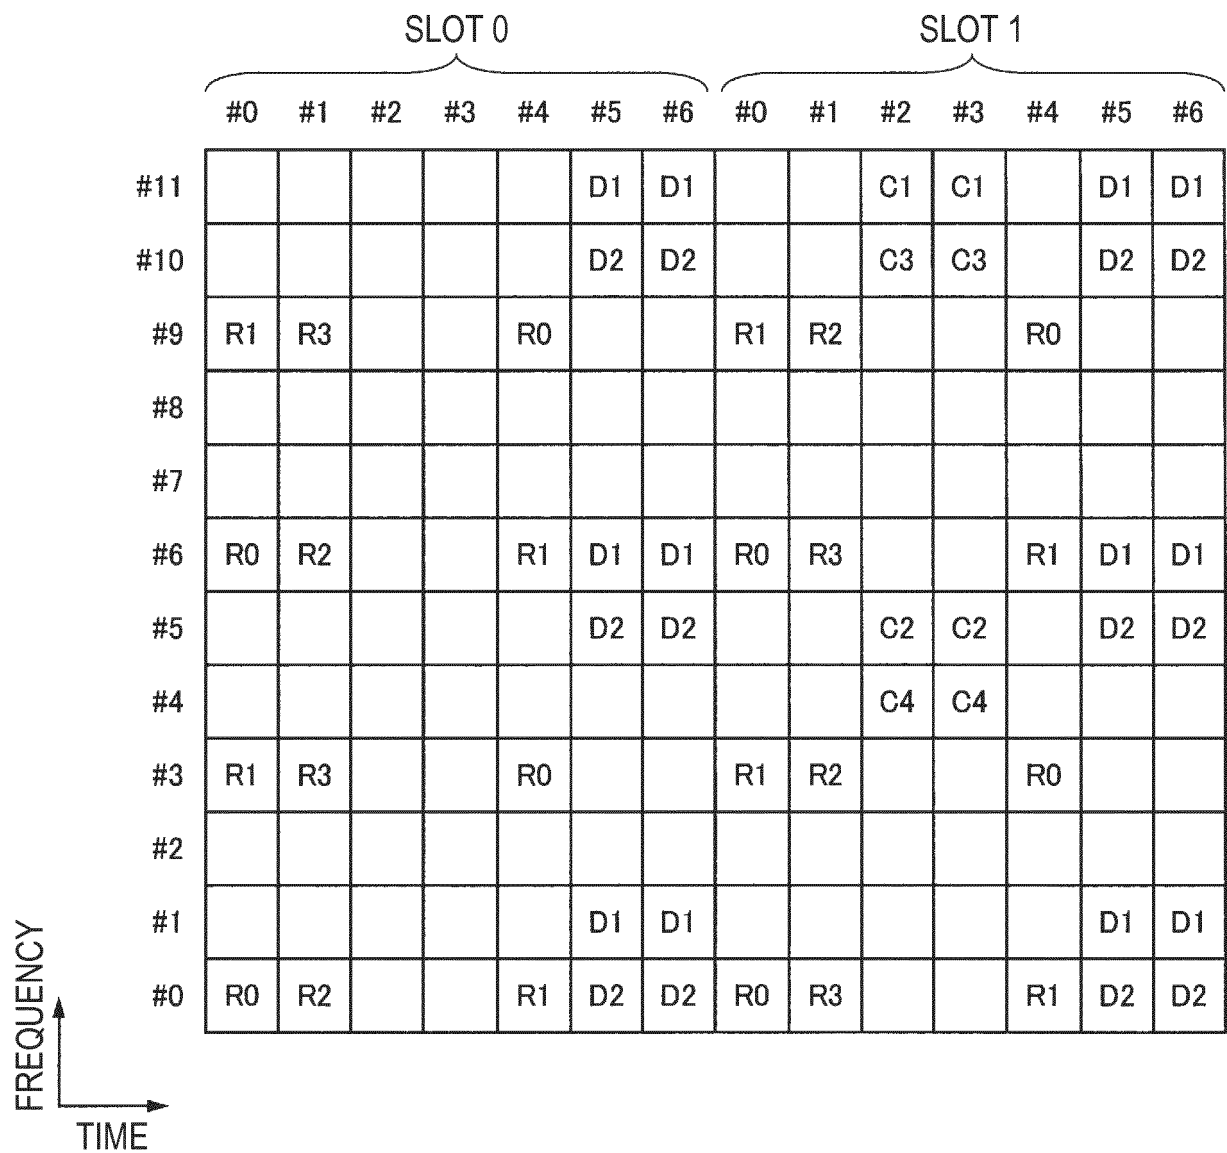 SLOT 0 SLOT 1
#0 #1 #2 #3 #4 #5 #6 #0 #1 #2 #3 #4 #5 #6
#11 D1 D1 C1 C1 D1 D1
#10 D2 D2 C3 C3 D2 D2
#9 R1 R3 R0 R1 R2 R0
#8
#7
#6 R0 R2 R1 D1 D1 R0 R3 R1 D1 D1
#5 D2 D2 C2 C2 D2 D2
#4 C4 C4
#3 R1 R3 R0 R1 R2 R0
#2
#1 D1 D1 D1 D1
#0 R0 R2 R1 D2 D2 R0 R3 R1 D2 D2
FREQUENCY
TIME